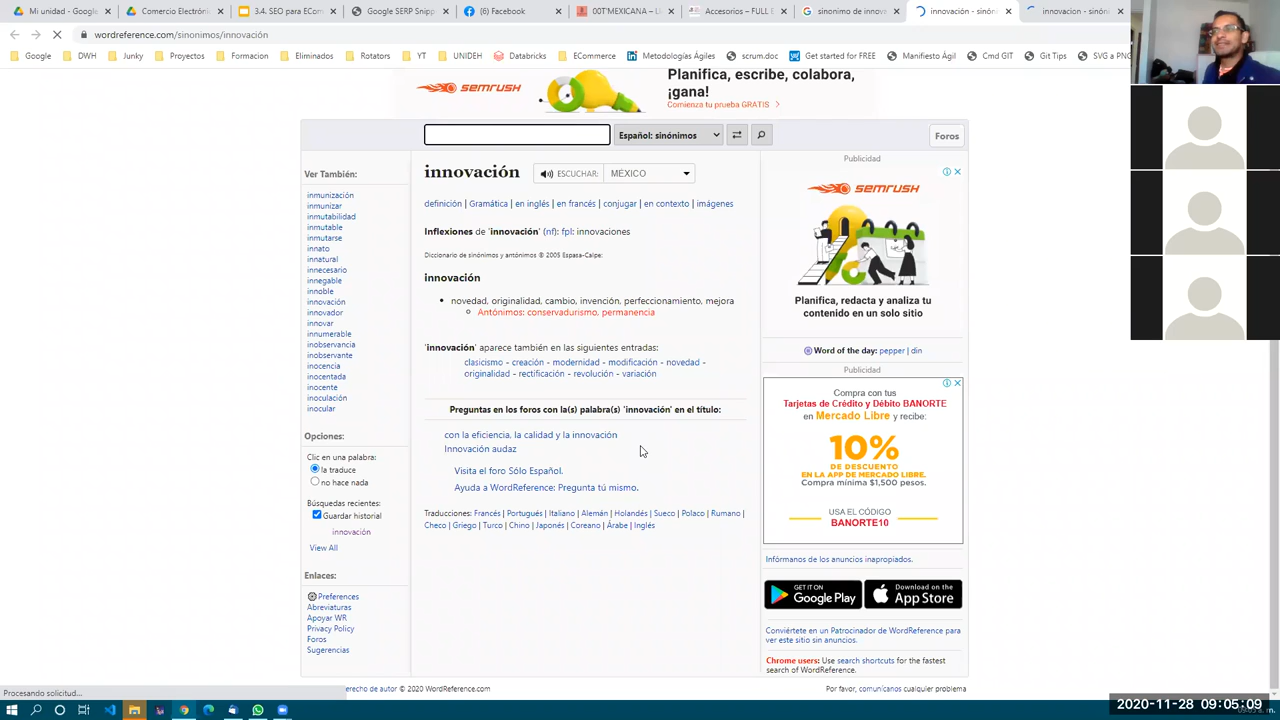 Mi unidad - Goo
Comercio Electróni
3.4. SEO para ECom
Google SERP Snipp
(6) Facebook
00T'MEXICANA – LI
Accesorios – FULL E
sinonimo de innova
innovación - sinón
innovacion - sinónim
wordreference.com/sinonimos/innovación
Google
DWH
Junky
Proyectos
Formacion
Eliminados
Rotators
YT
UNIDEH
Databricks
ECommerce
Metodologías Ágiles
scrum.doc
Get started for FREE
Manifiesto Ágil
Cmd GIT
Git Tips
SVG a PNG
SEMRUSH
Planifica, escribe, colabora,
¡gana!
Comienza tu prueba GRATIS >
Español: sinónimos
Foros
Ver También:
inmunización
inmunizar
inmutabilidad
inmutable
inmutarse
innato
innatural
innecesario
innegable
innoble
innovación
innovador
innovar
innumerable
inobservancia
inobservante
inocencia
inocentada
inocente
inoculación
inocular
Opciones:
Clic en una palabra:
la traduce
no hace nada
Búsquedas recientes:
Guardar historial
innovación
View All
Enlaces:
Preferences
Abreviaturas
Apoyar WR
Privacy Policy
Foros
Sugerencias
innovación
ESCUCHAR:
MÉXICO
definición | Gramática | en inglés | en francés | conjugar | en contexto | imágenes
Inflexiones de 'innovación' (nf): fpl: innovaciones
Diccionario de sinónimos y antónimos © 2005 Espasa-Calpe:
innovación
novedad, originalidad, cambio, invención, perfeccionamiento, mejora
Antónimos: conservadurismo, permanencia
'innovación' aparece también en las siguientes entradas:
clasicismo - creación - modernidad - modificación - novedad -
originalidad - rectificación - revolución - variación
Preguntas en los foros con la(s) palabra(s) 'innovación' en el título:
con la eficiencia, la calidad y la innovación
Innovación audaz
Visita el foro Sólo Español.
Ayuda a WordReference: Pregunta tú mismo.
Traducciones: Francés | Portugués | Italiano | Alemán | Holandés | Sueco | Polaco | Rumano |
Checo | Griego | Turco | Chino | Japonés | Coreano | Árabe | Inglés
Publicidad
SEMRUSH
Planifica, redacta y analiza tu
contenido en un solo sitio
Word of the day: pepper | din
Publicidad
Compra con tus
Tarjetas de Crédito y Débito BANORTE
en Mercado Libre y recibe:
10%
DE DESCUENTO
EN LA APP DE MERCADO LIBRE.
Compra mínima $1,500 pesos.
USA EL CÓDIGO
BANORTE10
Infórmanos de los anuncios inapropiados.
GET IT ON
Google Play
Download on the
App Store
Conviértete en un Patrocinador de WordReference para
ver este sitio sin anuncios.
Chrome users: Use search shortcuts for the fastest
search of WordReference.
Procesando solicitud...
erecho de autor © 2020 WordReference.com
Por favor, comunícanos cualquier problema
2020-11-28 09:05:09